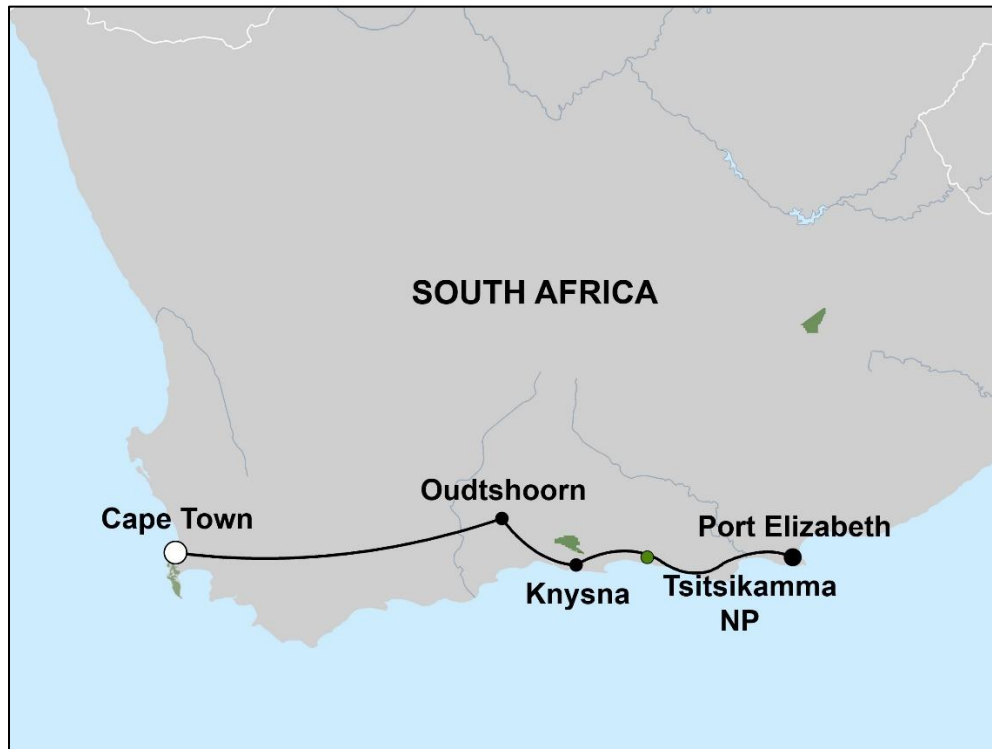 SOUTH AFRICA
Oudtshoorn
Cape Town
Port Elizabeth
Knysna
Tsitsikamma
NP